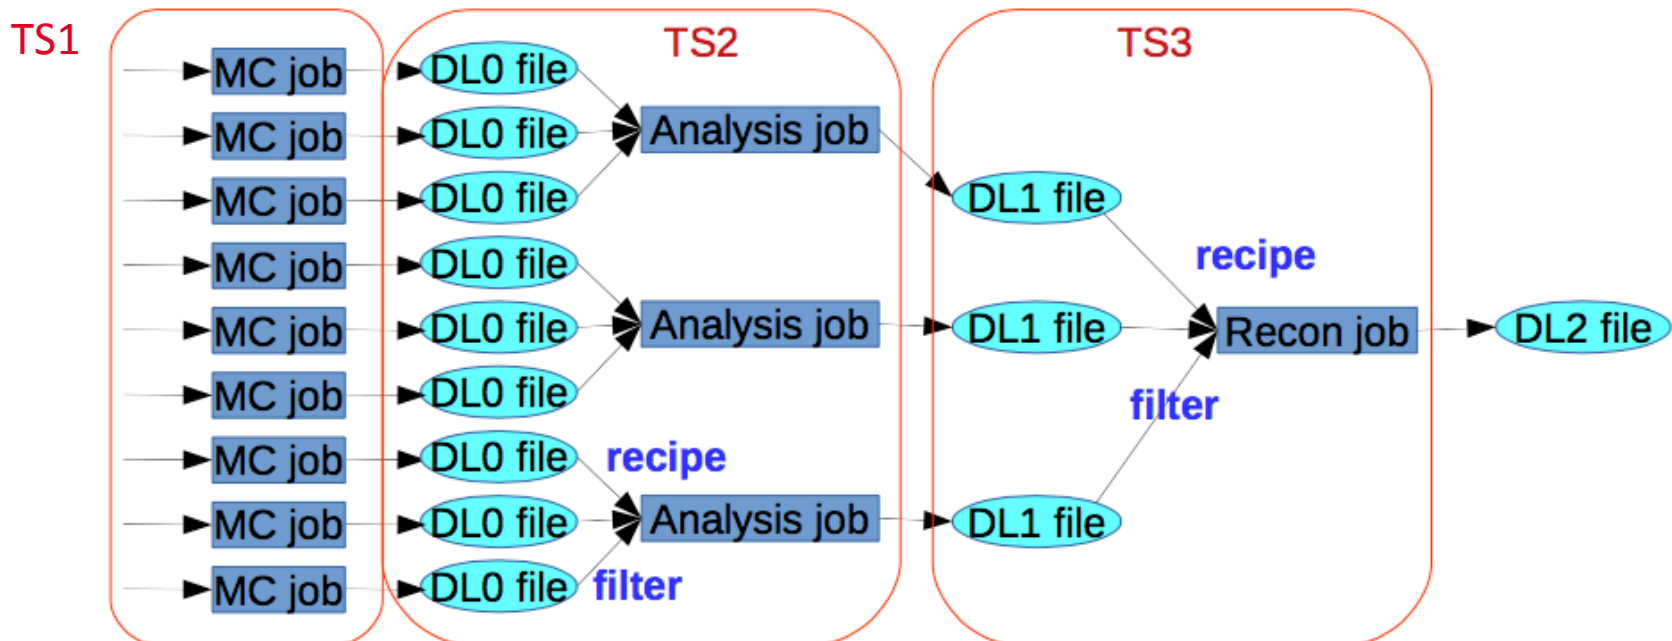 TS1
TS2
TS3
MC job
DL0 file
MC job
DL0 file
Analysis job
MC job
DL0 file
DL1 file
recipe
MC job
DL0 file
MC job
DL0 file
Analysis job
DL1 file
Recon job
DL2 file
MC job
DL0 file
filter
MC job
DL0 file
recipe
MC job
DL0 file
Analysis job
DL1 file
MC job
DL0 file
filter